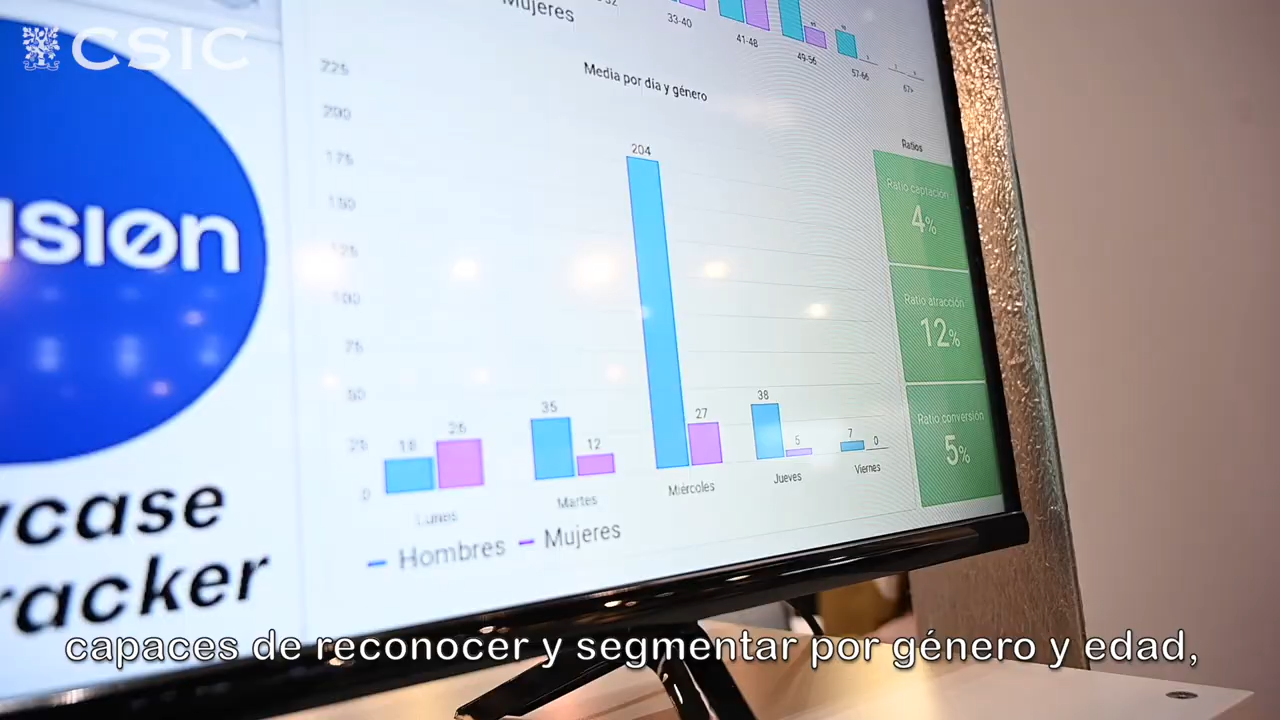 CSIC
Mujeres
33-40
41-48
49-56
57-66
67>
Media por día y género
225
200
175
150
125
100
75
50
25
0
204
35
12
18
26
27
38
5
7
0
Lunes
Martes
Miércoles
Jueves
Viernes
Hombres
Mujeres
Ratios
Ratio captación
4%
Ratio atracción
12%
Ratio conversión
5%
capaces de reconocer y segmentar por género y edad,